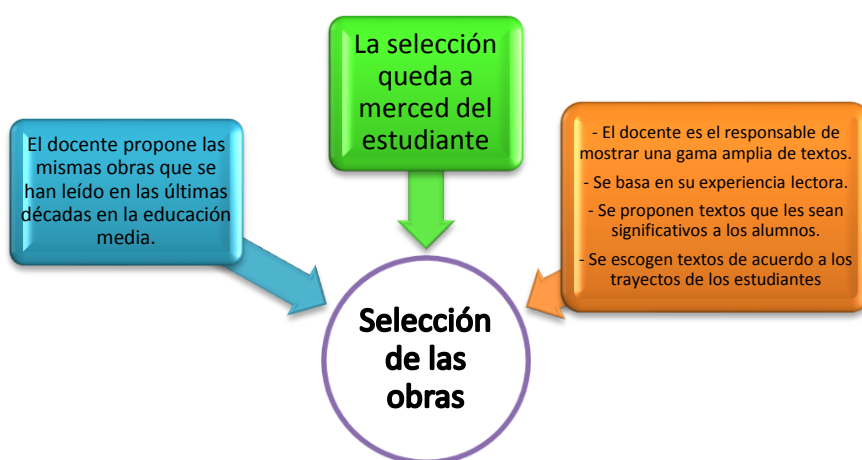 El docente propone las
mismas obras que se
han leído en las últimas
décadas en la educación
media.
La selección
queda a
merced del
estudiante
- El docente es el responsable de
mostrar una gama amplia de textos.
- Se basa en su experiencia lectora.
- Se proponen textos que les sean
significativos a los alumnos.
- Se escogen textos de acuerdo a los
trayectos de los estudiantes
Selección
de las
obras